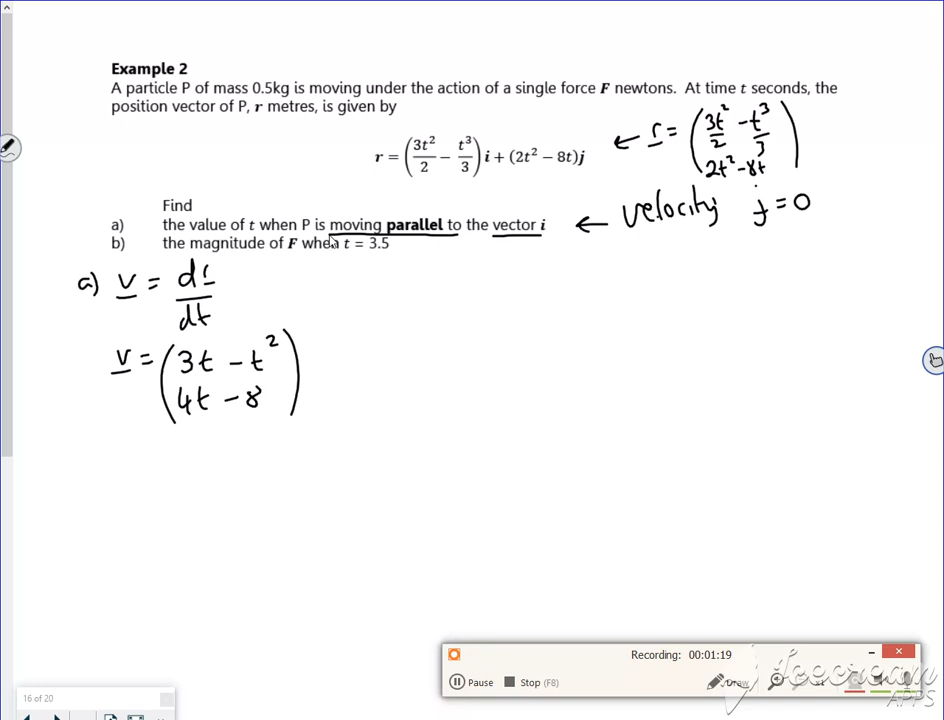 Example 2
A particle P of mass 0.5kg is moving under the action of a single force F newtons. At time t seconds, the
position vector of P, r metres, is given by
r = (3t²/2 − t³/3) i + (2t² − 8t)j
← r = (3t²/2 − t³/3
2t² − 8t)
Find
a) the value of t when P is moving parallel to the vector i
← velocity j = 0
b) the magnitude of F when t = 3.5
a) v = dr/dt
v = (3t − t²
4t − 8)
Recording: 00:01:19
Pause Stop (F8) Draw
Icecream
APPS
16 of 20